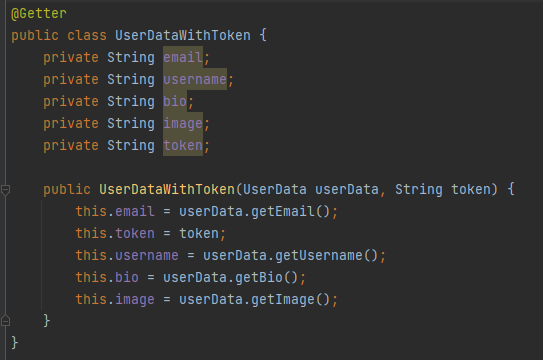 @Getter
public class UserDataWithToken {
    private String email;
    private String username;
    private String bio;
    private String image;
    private String token;

    public UserDataWithToken(UserData userData, String token) {
        this.email = userData.getEmail();
        this.token = token;
        this.username = userData.getUsername();
        this.bio = userData.getBio();
        this.image = userData.getImage();
    }
}